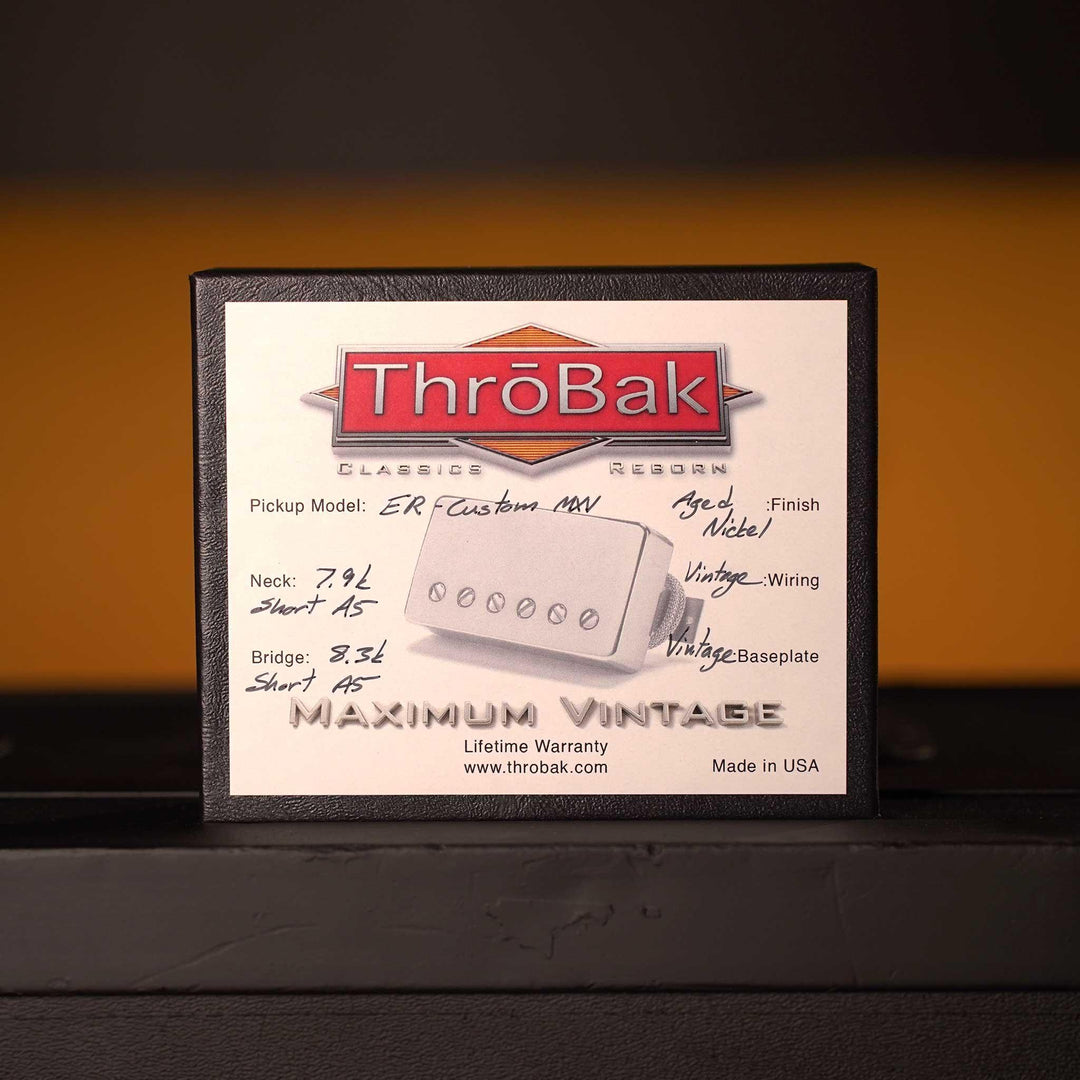 ThrōBak
CLASSICS REBORN
Pickup Model: ER-Custom MXV Aged :Finish
Nickel
Neck: 7.9k Vintage :Wiring
Short A5
Bridge: 8.3k Vintage :Baseplate
Short A5
MAXIMUM VINTAGE
Lifetime Warranty
www.throbak.com Made in USA